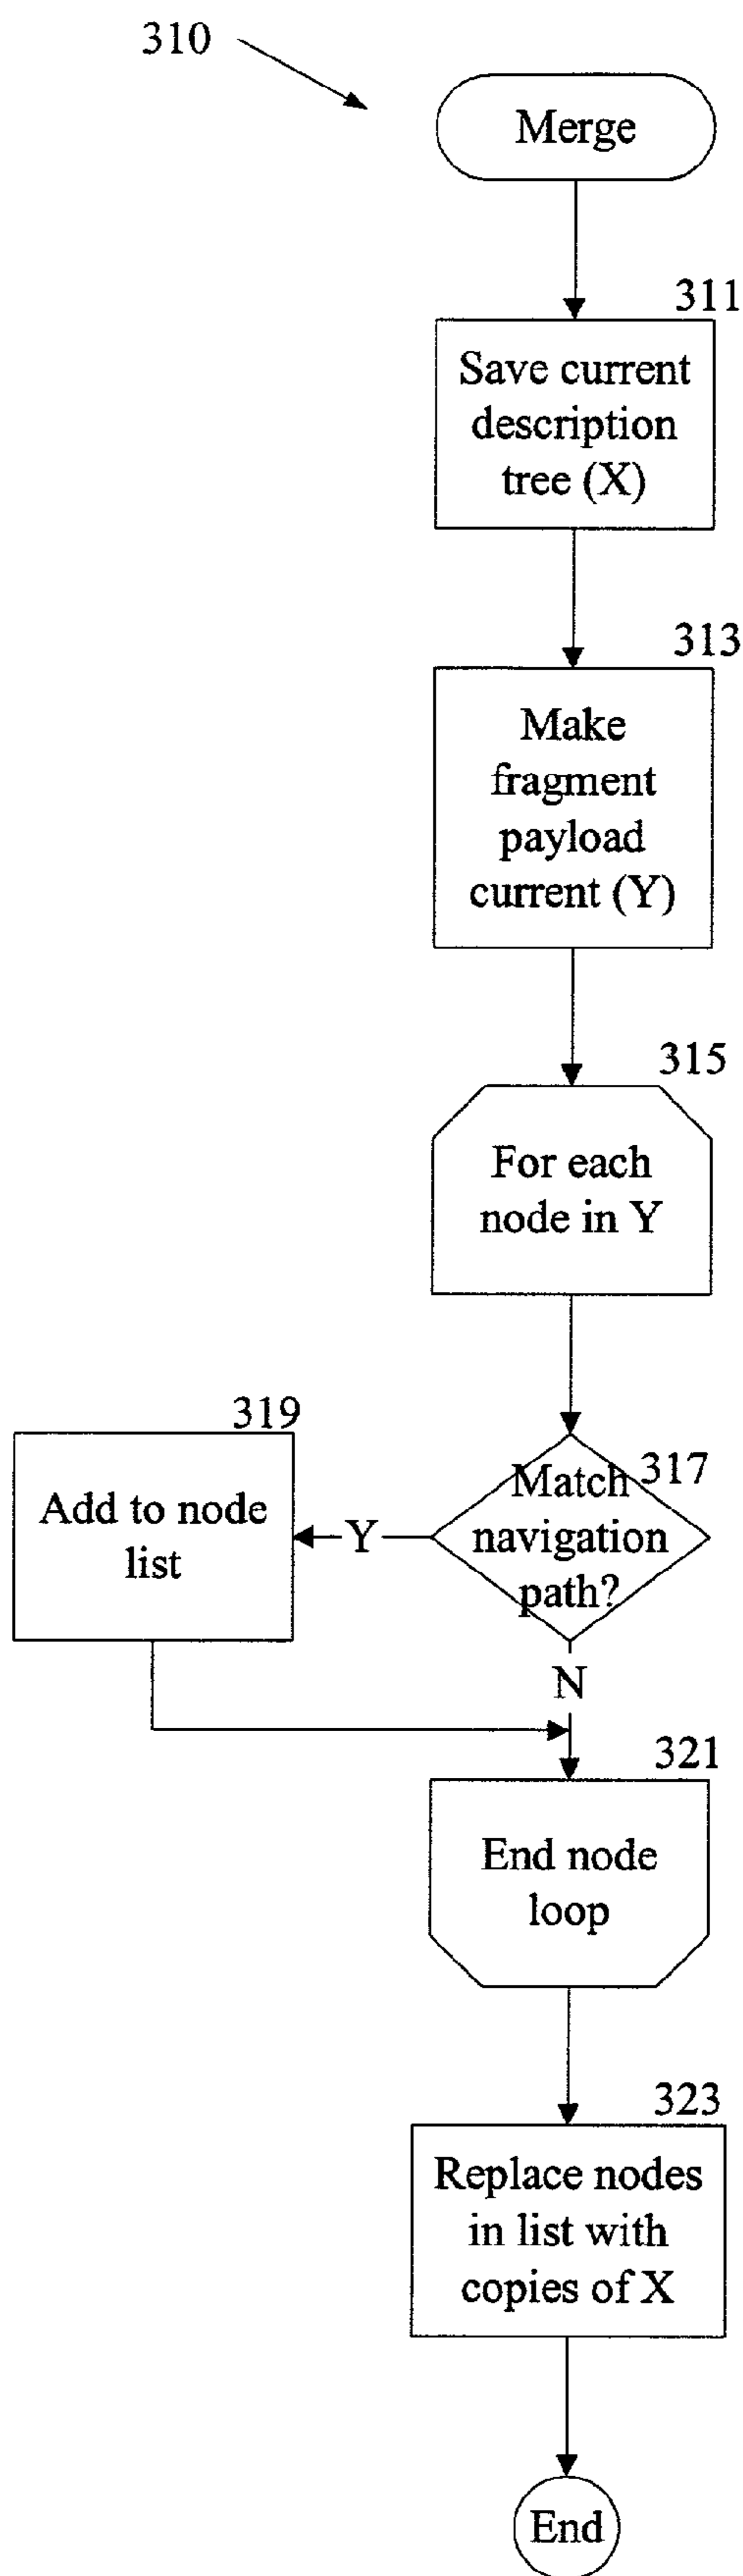 310
Merge
311
Save current
description
tree (X)
313
Make
fragment
payload
current (Y)
315
For each
node in Y
319
Add to node
list
Y
317
Match
navigation
path?
N
321
End node
loop
323
Replace nodes
in list with
copies of X
End